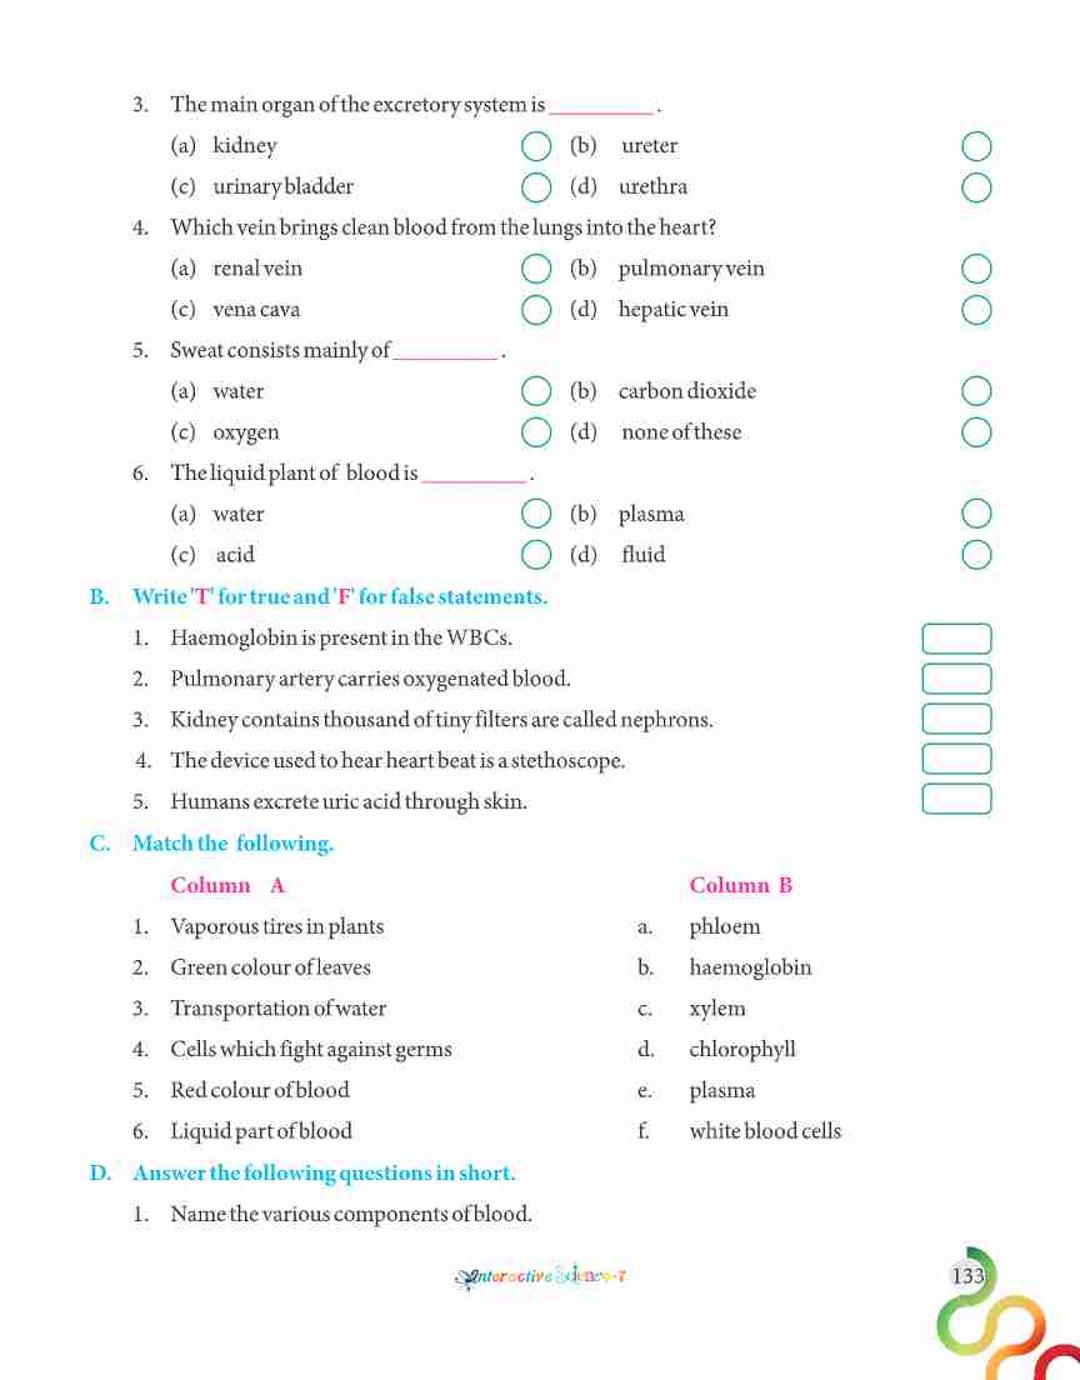 3. The main organ of the excretory system is__________.
(a) kidney (b) ureter
(c) urinary bladder (d) urethra
4. Which vein brings clean blood from the lungs into the heart?
(a) renal vein (b) pulmonary vein
(c) vena cava (d) hepatic vein
5. Sweat consists mainly of__________.
(a) water (b) carbon dioxide
(c) oxygen (d) none of these
6. The liquid plant of blood is__________.
(a) water (b) plasma
(c) acid (d) fluid
B. Write 'T' for true and 'F' for false statements.
1. Haemoglobin is present in the WBCs.
2. Pulmonary artery carries oxygenated blood.
3. Kidney contains thousand of tiny filters are called nephrons.
4. The device used to hear heart beat is a stethoscope.
5. Humans excrete uric acid through skin.
C. Match the following.
Column A Column B
1. Vaporous tires in plants a. phloem
2. Green colour of leaves b. haemoglobin
3. Transportation of water c. xylem
4. Cells which fight against germs d. chlorophyll
5. Red colour of blood e. plasma
6. Liquid part of blood f. white blood cells
D. Answer the following questions in short.
1. Name the various components of blood.
Interactive Science-7
133